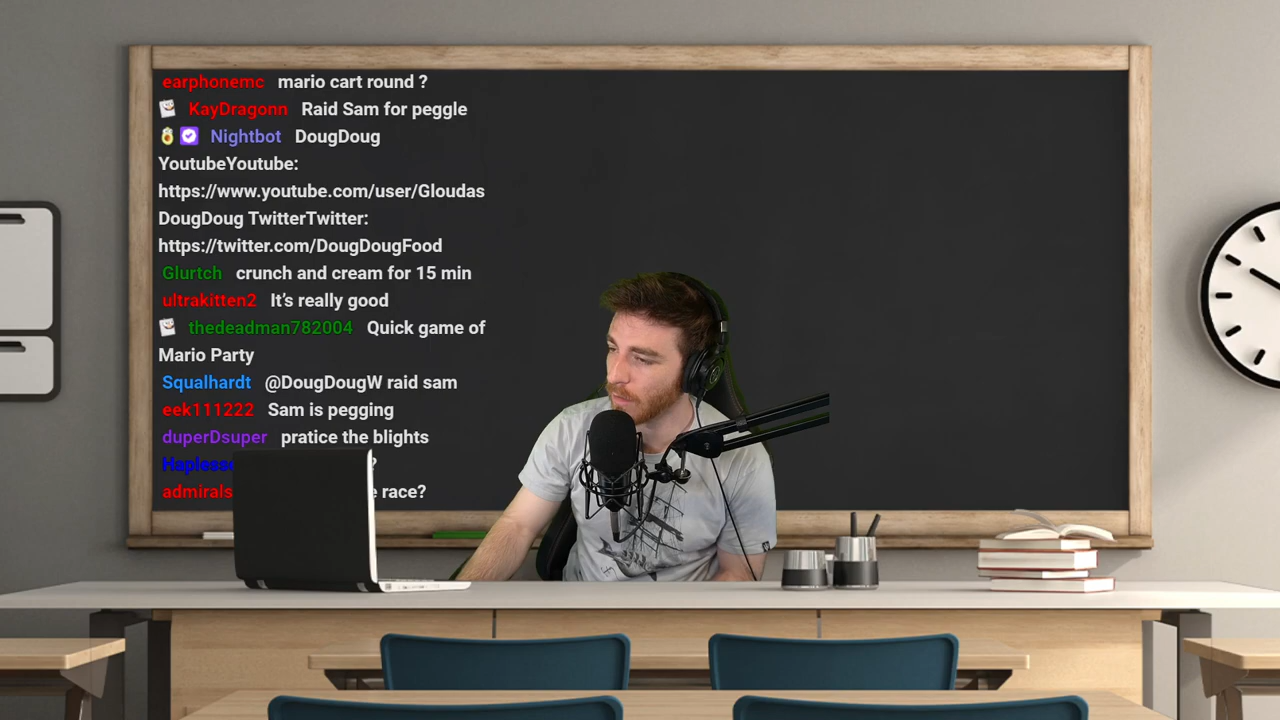 earphonemc mario cart round ?
KayDragonn Raid Sam for peggle
Nightbot DougDoug
YoutubeYoutube:
https://www.youtube.com/user/Gloudas
DougDoug TwitterTwitter:
https://twitter.com/DougDougFood
Glurtch crunch and cream for 15 min
ultrakitten2 It's really good
thedeadman782004 Quick game of
Mario Party
Squalhardt @DougDougW raid sam
eek111222 Sam is pegging
duperDsuper pratice the blights
?
race?